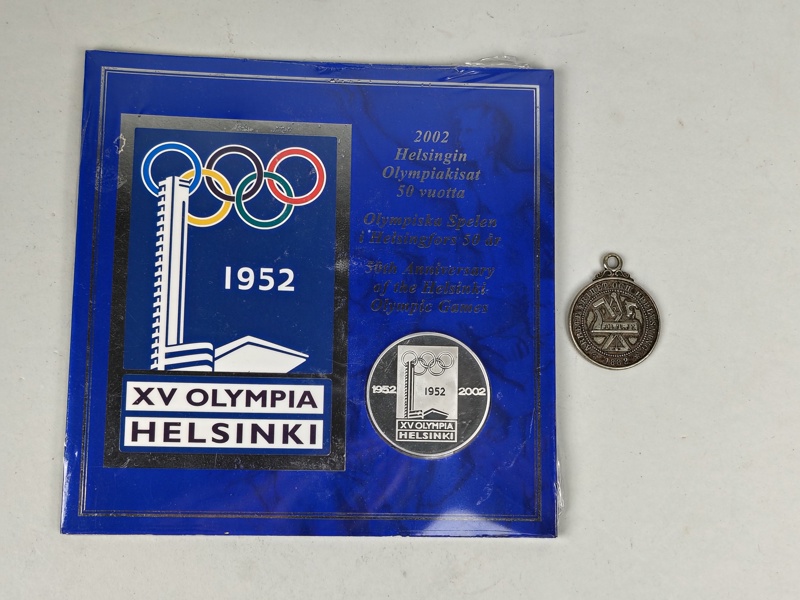 1952
XV OLYMPIA
HELSINKI
2002
Helsingin
Olympiakisat
50 vuotta
Olympiska Spelen
i Helsingfors 50 år
50th Anniversary
of the Helsinki
Olympic Games
1952
1952
2002
XV OLYMPIA
HELSINKI